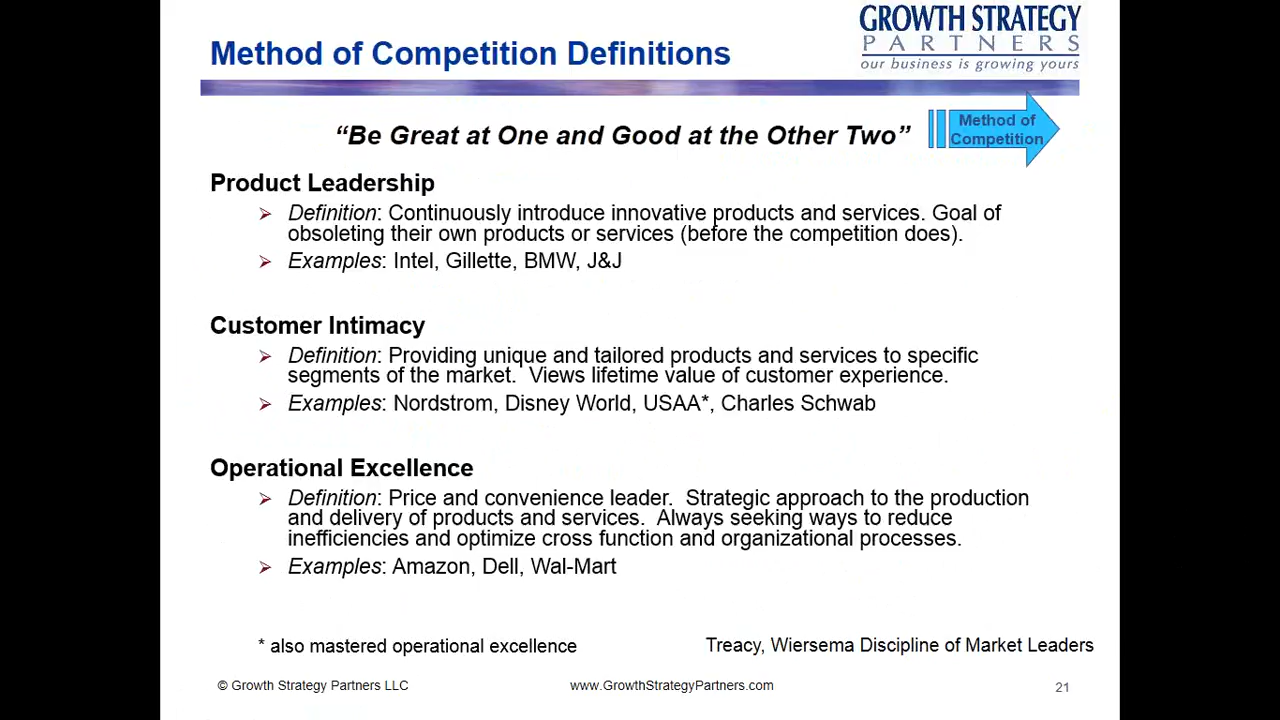 GROWTH STRATEGY
PARTNERS
our business is growing yours
Method of Competition Definitions
“Be Great at One and Good at the Other Two”
Method of
Competition
Product Leadership
Definition: Continuously introduce innovative products and services. Goal of
obsoleting their own products or services (before the competition does).
Examples: Intel, Gillette, BMW, J&J
Customer Intimacy
Definition: Providing unique and tailored products and services to specific
segments of the market.  Views lifetime value of customer experience.
Examples: Nordstrom, Disney World, USAA*, Charles Schwab
Operational Excellence
Definition: Price and convenience leader.  Strategic approach to the production
and delivery of products and services.  Always seeking ways to reduce
inefficiencies and optimize cross function and organizational processes.
Examples: Amazon, Dell, Wal-Mart
* also mastered operational excellence
Treacy, Wiersema Discipline of Market Leaders
© Growth Strategy Partners LLC
www.GrowthStrategyPartners.com
21